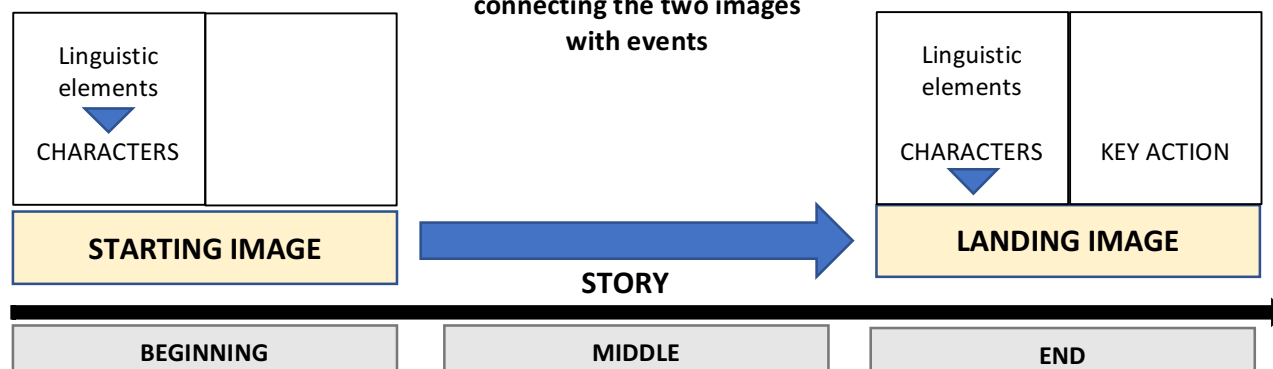 connecting the two images
with events
Linguistic
elements
CHARACTERS
Linguistic
elements
CHARACTERS
KEY ACTION
STARTING IMAGE
LANDING IMAGE
STORY
BEGINNING
MIDDLE
END